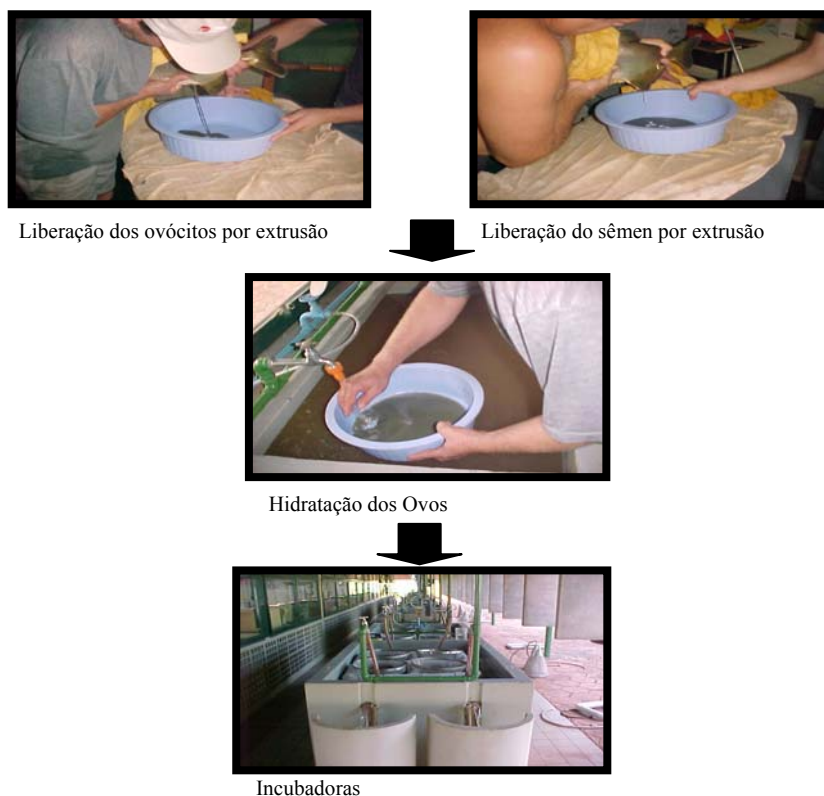 Liberação dos ovócitos por extrusão
Liberação do sêmen por extrusão
Hidratação dos Ovos
Incubadoras